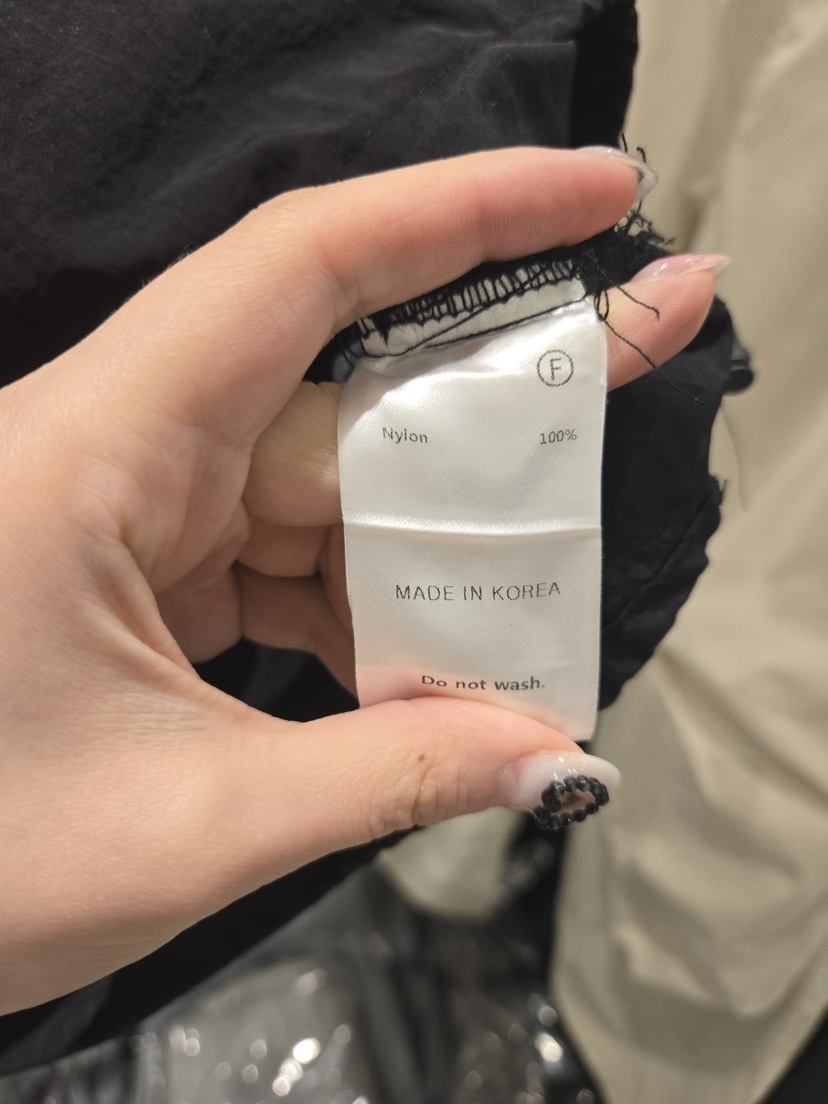 F
Nylon 100%
MADE IN KOREA
Do not wash.